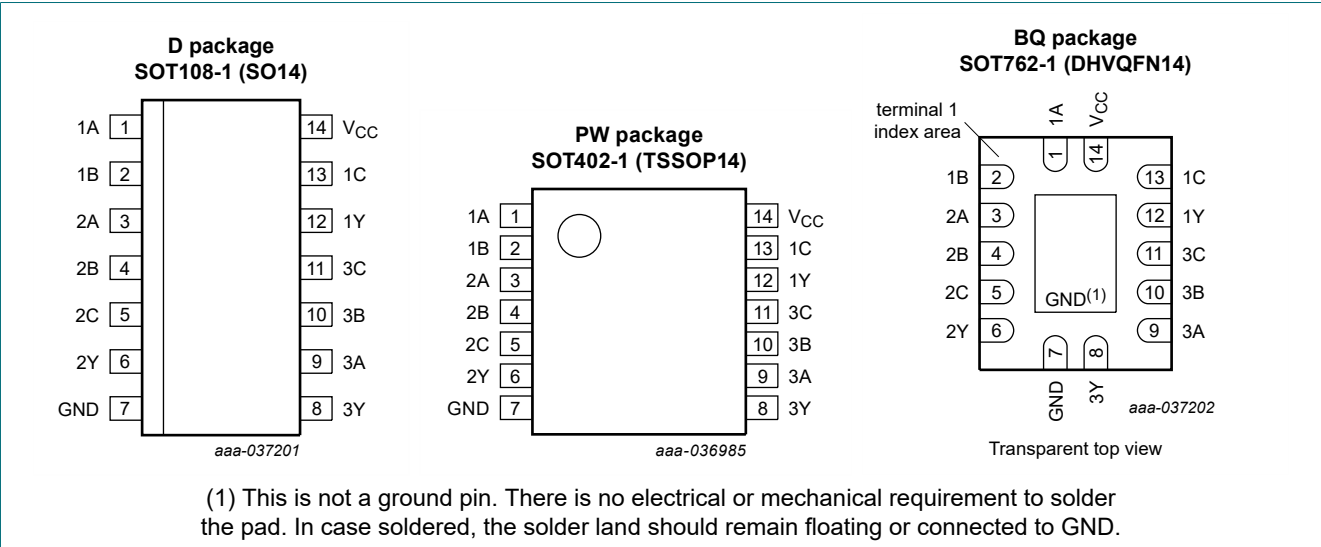 D package
SOT108-1 (SO14)
1A 1 14 VCC
1B 2 13 1C
2A 3 12 1Y
2B 4 11 3C
2C 5 10 3B
2Y 6 9 3A
GND 7 8 3Y
aaa-037201
PW package
SOT402-1 (TSSOP14)
1A 1 14 VCC
1B 2 13 1C
2A 3 12 1Y
2B 4 11 3C
2C 5 10 3B
2Y 6 9 3A
GND 7 8 3Y
aaa-036985
BQ package
SOT762-1 (DHVQFN14)
terminal 1
index area
1A VCC
1 14
1B 2 13 1C
2A 3 12 1Y
2B 4 11 3C
2C 5 10 3B
GND(1)
2Y 6 9 3A
7 8
GND 3Y
aaa-037202
Transparent top view
(1) This is not a ground pin. There is no electrical or mechanical requirement to solder
the pad. In case soldered, the solder land should remain floating or connected to GND.